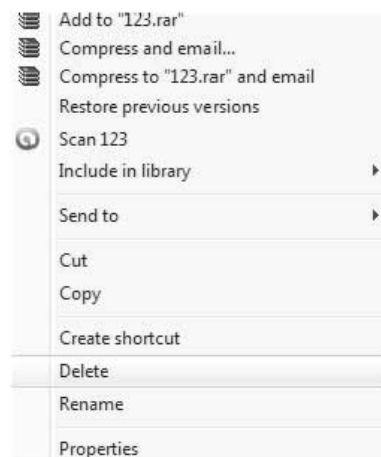 Add to "123.rar"
Compress and email...
Compress to "123.rar" and email
Restore previous versions
Scan 123
Include in library
Send to
Cut
Copy
Create shortcut
Delete
Rename
Properties